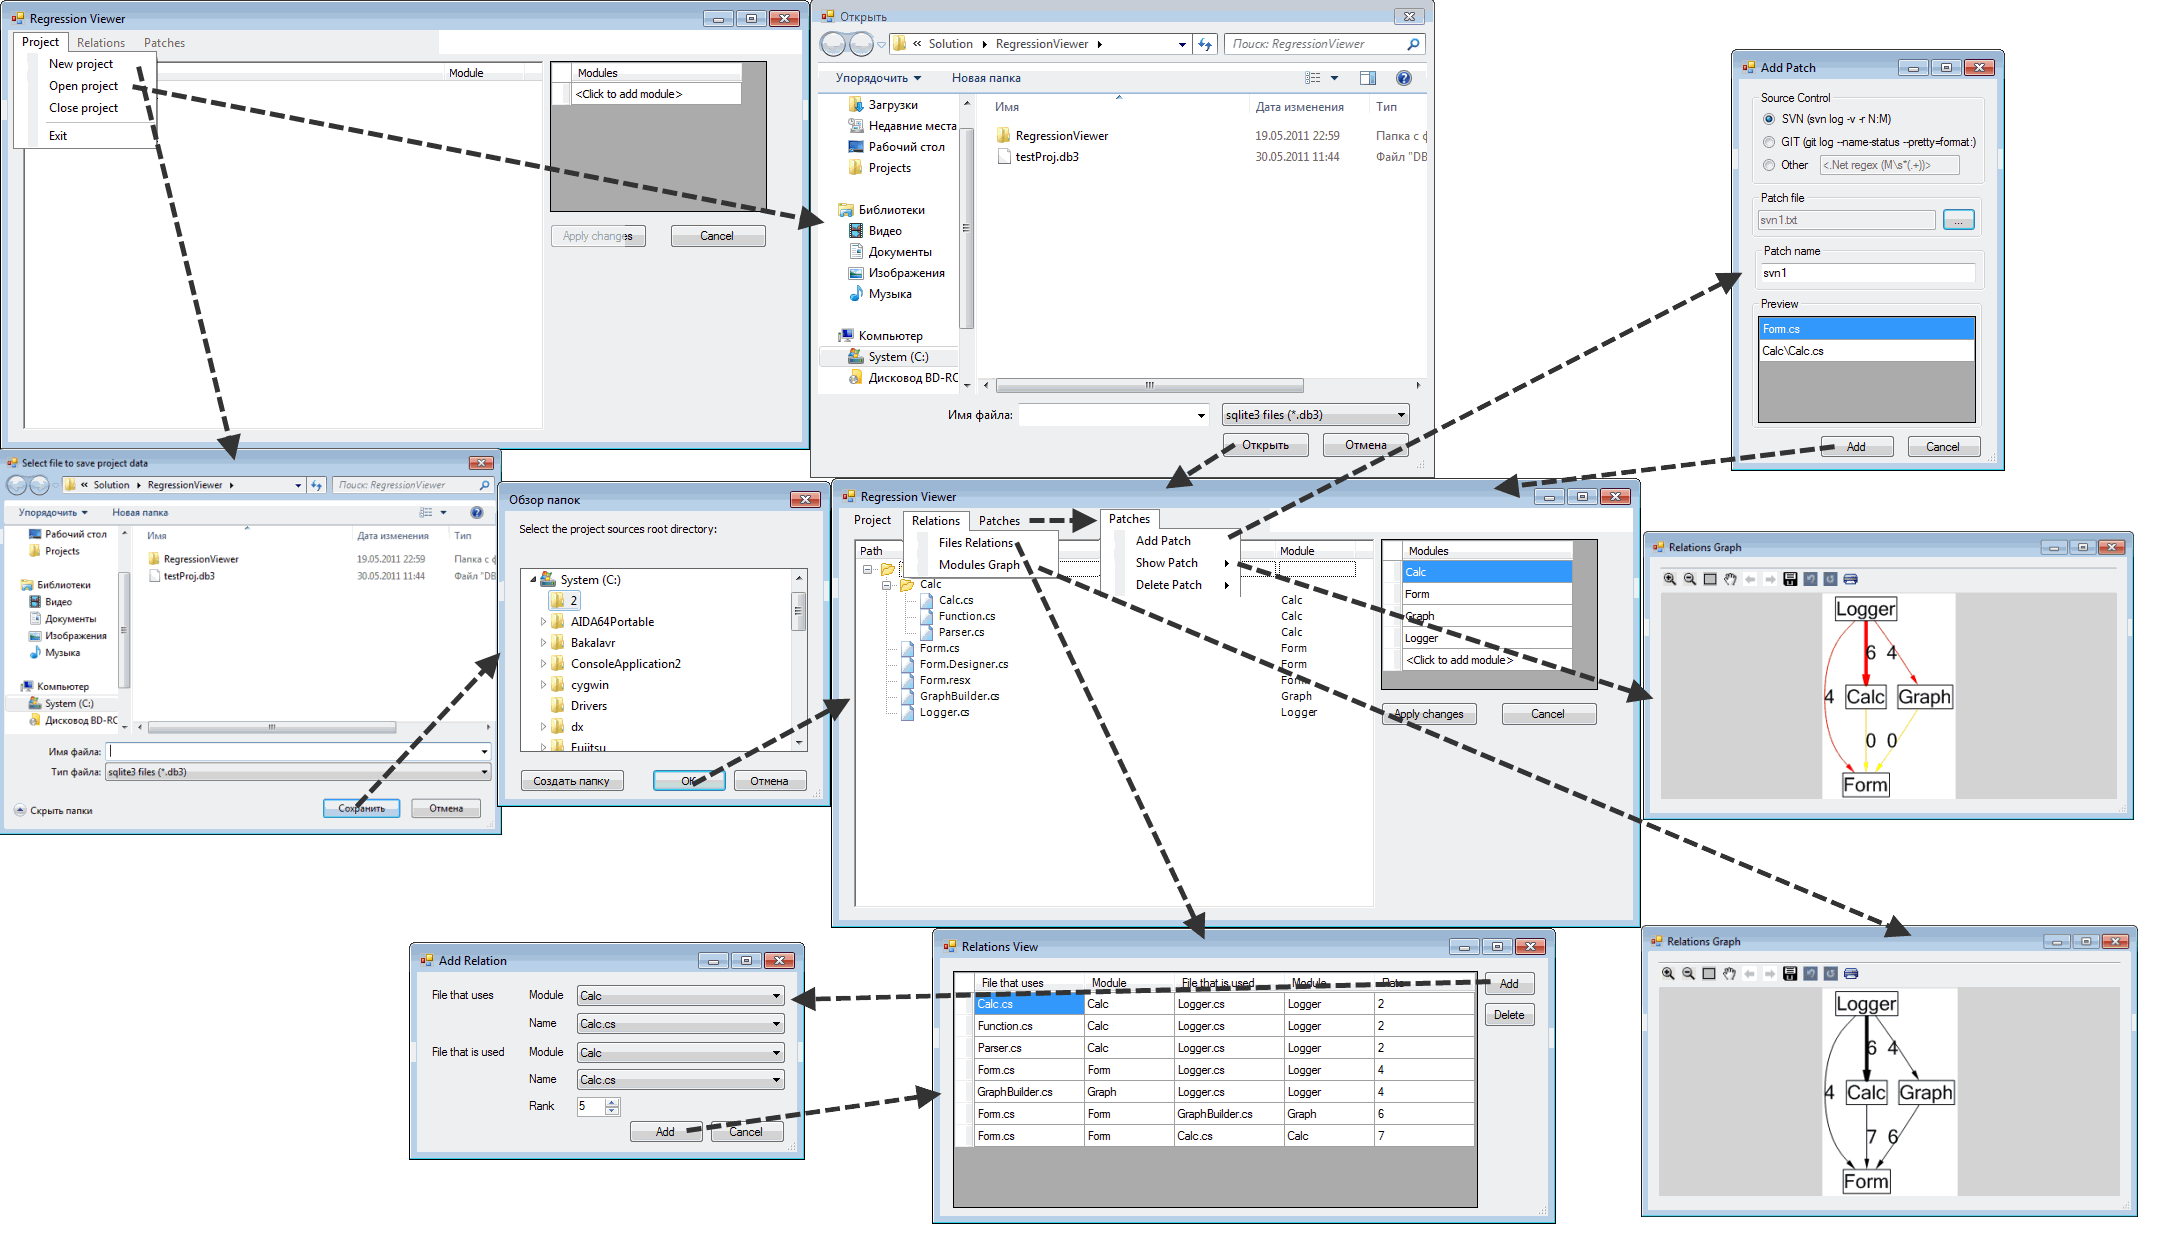 Regression Viewer
Project Relations Patches
New project
Open project
Close project
Exit
Module
Modules
<Click to add module>
Apply changes Cancel
Открыть
« Solution RegressionViewer
Поиск: RegressionViewer
Упорядочить Новая папка
Загрузки
Недавние места
Рабочий стол
Projects
Библиотеки
Видео
Документы
Изображения
Музыка
Компьютер
System (C:)
Дисковод BD-RC
Имя Дата изменения Тип
RegressionViewer 19.05.2011 22:59 Папка с ф
testProj.db3 30.05.2011 11:44 Файл "DB
Имя файла: sqlite3 files (*.db3)
Открыть Отмена
Add Patch
Source Control
SVN (svn log -v -r N:M)
GIT (git log --name-status --pretty=format:)
Other <.Net regex (M\s*(.+))>
Patch file
svn1.txt ...
Patch name
svn1
Preview
Form.cs
Calc\Calc.cs
Add Cancel
Select file to save project data
« Solution RegressionViewer
Поиск: RegressionViewer
Упорядочить Новая папка
Рабочий стол
Projects
Библиотеки
Видео
Документы
Изображения
Музыка
Компьютер
System (C:)
Дисковод BD-RC
Имя Дата изменения Тип
RegressionViewer 19.05.2011 22:59 Папка с ф
testProj.db3 30.05.2011 11:44 Файл "DB
Имя файла:
Тип файла: sqlite3 files (*.db3)
Скрыть папки Сохранить Отмена
Обзор папок
Select the project sources root directory:
System (C:)
2
AIDA64Portable
Bakalavr
ConsoleApplication2
cygwin
Drivers
dx
Fujitsu
Создать папку OK Отмена
Regression Viewer
Project Relations Patches
Files Relations
Modules Graph
Patches
Add Patch
Show Patch
Delete Patch
Path Module
Calc
Calc.cs Calc
Function.cs Calc
Parser.cs Calc
Form.cs Form
Form.Designer.cs Form
Form.resx Form
GraphBuilder.cs Graph
Logger.cs Logger
Modules
Calc
Form
Graph
Logger
<Click to add module>
Apply changes Cancel
Relations Graph
Logger
6 4
4 Calc Graph
0 0
Form
Add Relation
File that uses Module Calc
Name Calc.cs
File that is used Module Calc
Name Calc.cs
Rank 5
Add Cancel
Relations View
File that uses Module File that is used Module Rate
Calc.cs Calc Logger.cs Logger 2
Function.cs Calc Logger.cs Logger 2
Parser.cs Calc Logger.cs Logger 2
Form.cs Form Logger.cs Logger 4
GraphBuilder.cs Graph Logger.cs Logger 4
Form.cs Form GraphBuilder.cs Graph 6
Form.cs Form Calc.cs Calc 7
Add
Delete
Relations Graph
Logger
6 4
4 Calc Graph
7 6
Form